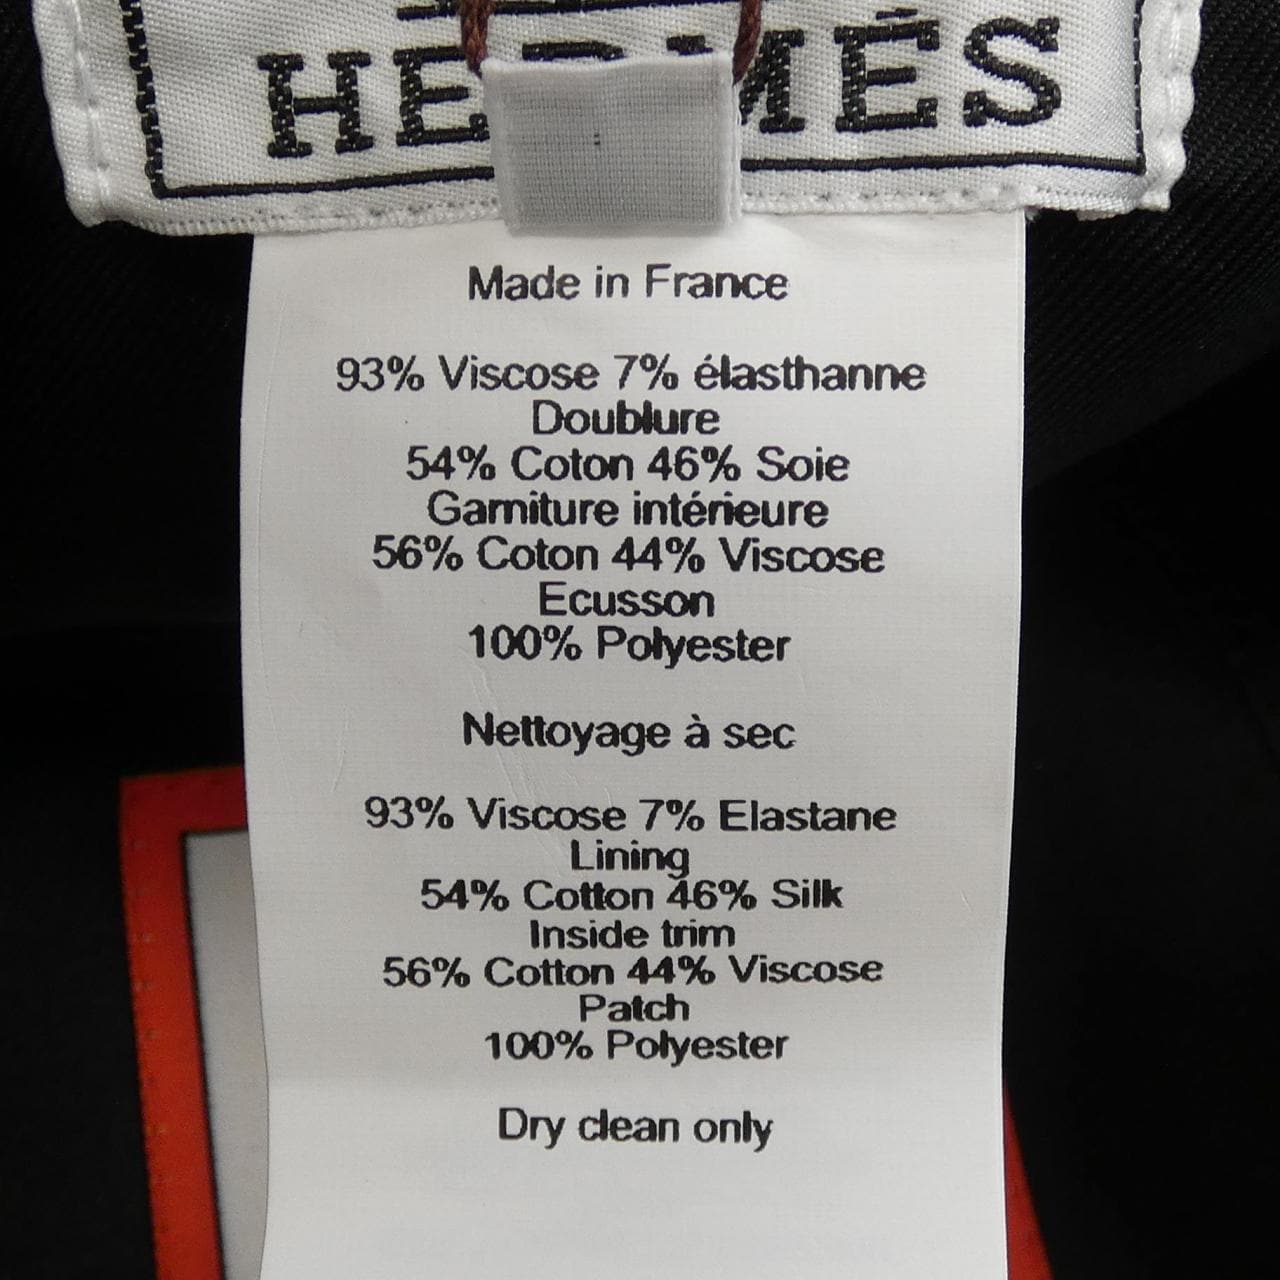 HERMÈS
Made in France
93% Viscose 7% élasthanne
Doublure
54% Coton 46% Soie
Garniture intérieure
56% Coton 44% Viscose
Ecusson
100% Polyester
Nettoyage à sec
93% Viscose 7% Elastane
Lining
54% Cotton 46% Silk
Inside trim
56% Cotton 44% Viscose
Patch
100% Polyester
Dry clean only